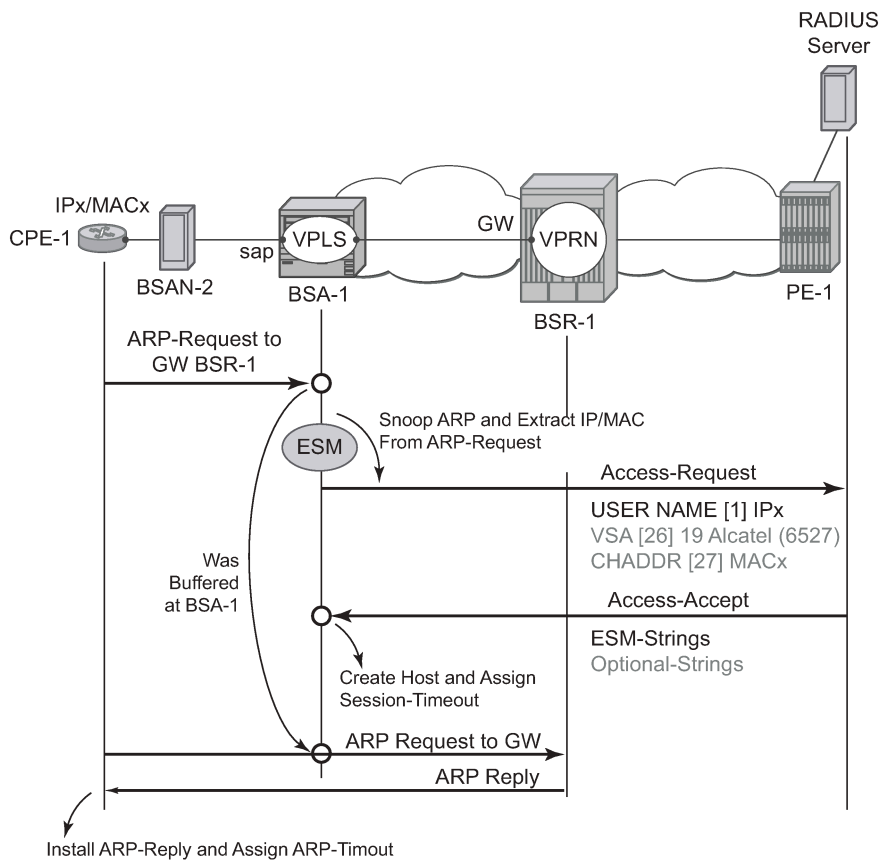 RADIUS
Server
IPx/MACx
CPE-1
BSAN-2
sap
VPLS
BSA-1
GW
VPRN
BSR-1
PE-1
ARP-Request to
GW BSR-1
Snoop ARP and Extract IP/MAC
From ARP-Request
ESM
Access-Request
USER NAME [1] IPx
VSA [26] 19 Alcatel (6527)
CHADDR [27] MACx
Was
Buffered
at BSA-1
Access-Accept
ESM-Strings
Optional-Strings
Create Host and Assign
Session-Timeout
ARP Request to GW
ARP Reply
Install ARP-Reply and Assign ARP-Timout